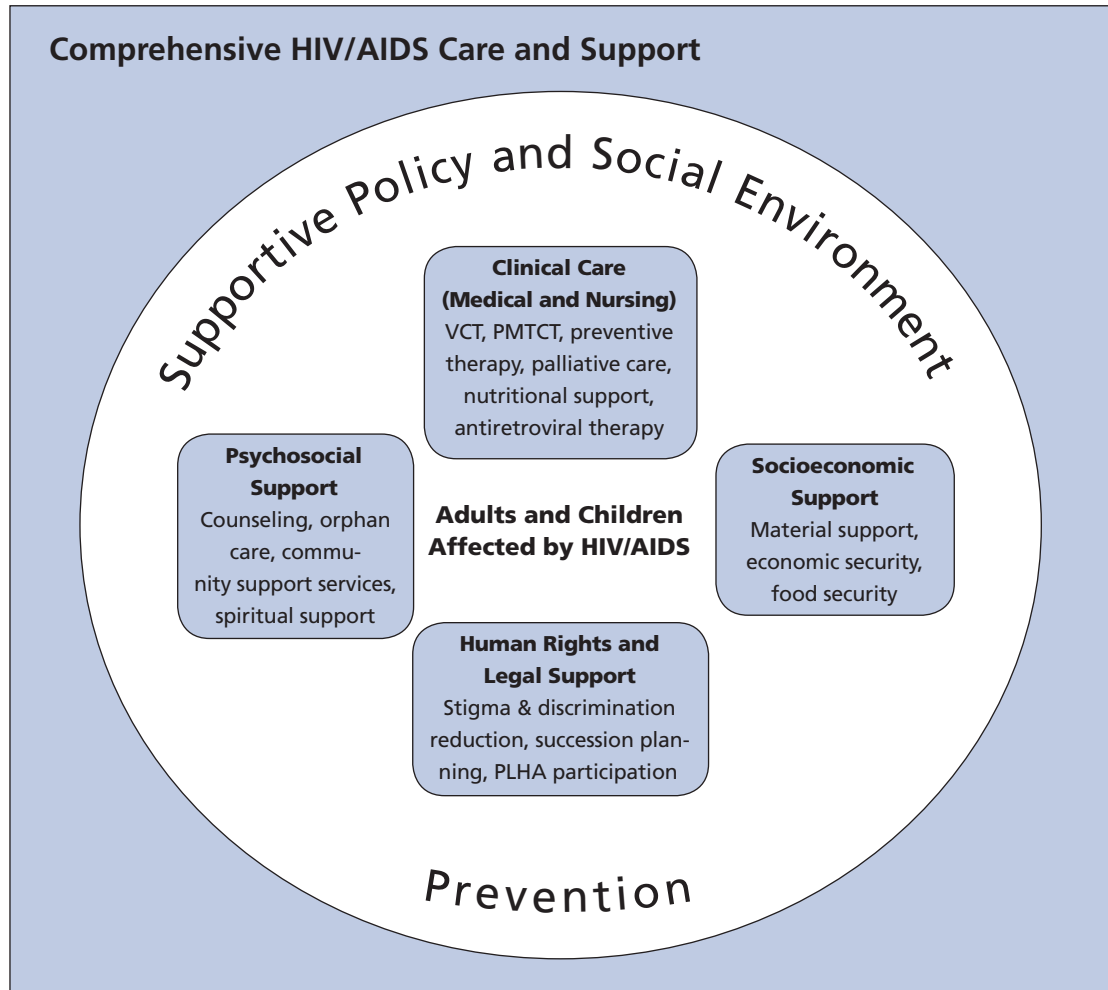 Comprehensive HIV/AIDS Care and Support
Supportive Policy and Social Environment
Clinical Care
(Medical and Nursing)
VCT, PMTCT, preventive
therapy, palliative care,
nutritional support,
antiretroviral therapy
Psychosocial
Support
Counseling, orphan
care, commu-
nity support services,
spiritual support
Adults and Children
Affected by HIV/AIDS
Socioeconomic
Support
Material support,
economic security,
food security
Human Rights and
Legal Support
Stigma & discrimination
reduction, succession plan-
ning, PLHA participation
Prevention